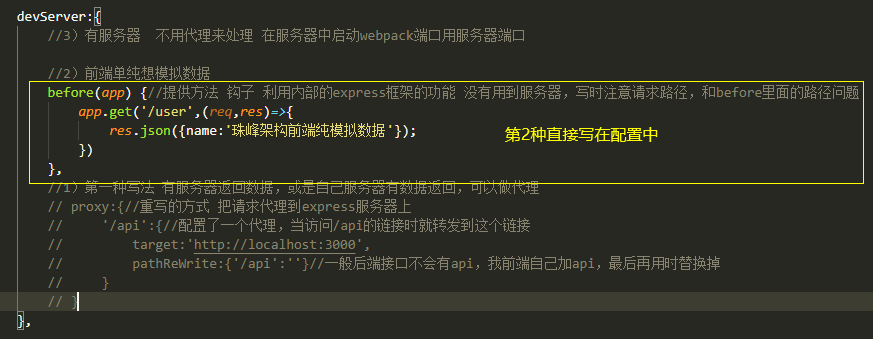 devServer:{
//3）有服务器  不用代理来处理 在服务器中启动webpack端口用服务器端口
//2）前端单纯想模拟数据
before(app) {//提供方法 钩子 利用内部的express框架的功能 没有用到服务器，写时注意请求路径，和before里面的路径问题
app.get('/user',(req,res)=>{
res.json({name:'珠峰架构前端纯模拟数据'});
})
第2种直接写在配置中
},
//1）第一种写法 有服务器返回数据，或是自己服务器有数据返回，可以做代理
// proxy:{//重写的方式 把请求代理到express服务器上
//     '/api':{//配置了一个代理，当访问/api的链接时就转发到这个链接
//         target:'http://localhost:3000',
//         pathReWrite:{'/api':''}//一般后端接口不会有api，我前端自己加api，最后再用时替换掉
//     }
// }
},